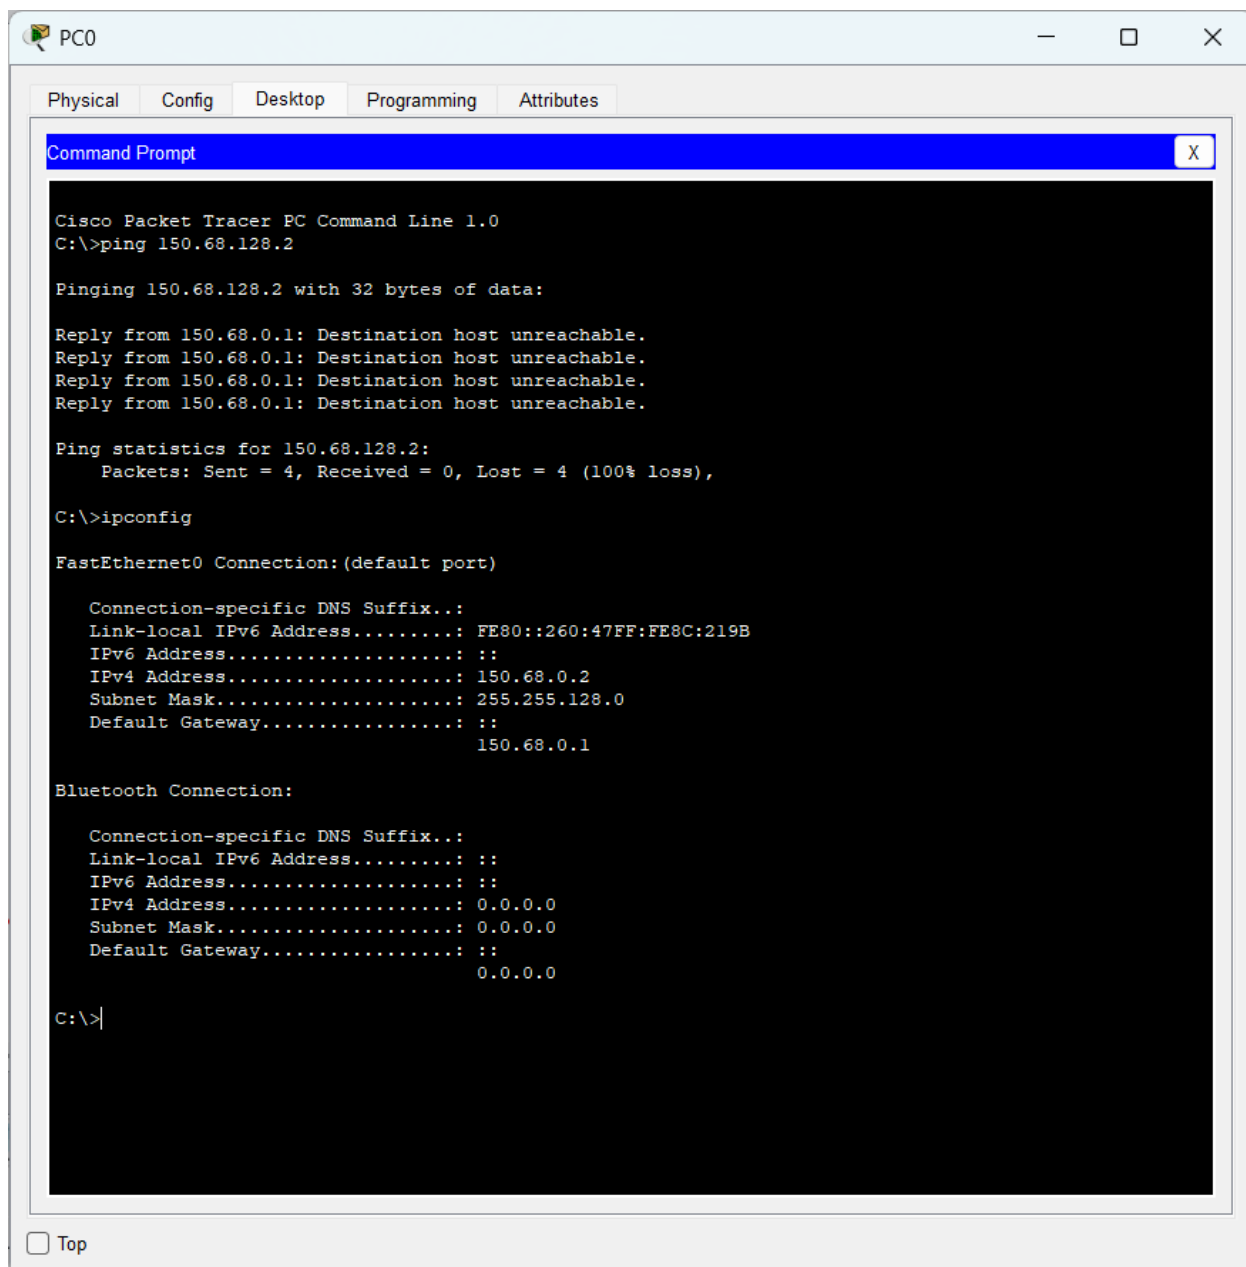 PC0
Physical Config Desktop Programming Attributes
Command Prompt X
Cisco Packet Tracer PC Command Line 1.0
C:\>ping 150.68.128.2
Pinging 150.68.128.2 with 32 bytes of data:
Reply from 150.68.0.1: Destination host unreachable.
Reply from 150.68.0.1: Destination host unreachable.
Reply from 150.68.0.1: Destination host unreachable.
Reply from 150.68.0.1: Destination host unreachable.
Ping statistics for 150.68.128.2:
    Packets: Sent = 4, Received = 0, Lost = 4 (100% loss),
C:\>ipconfig
FastEthernet0 Connection:(default port)
   Connection-specific DNS Suffix..:
   Link-local IPv6 Address.........: FE80::260:47FF:FE8C:219B
   IPv6 Address....................: ::
   IPv4 Address....................: 150.68.0.2
   Subnet Mask.....................: 255.255.128.0
   Default Gateway.................: ::
                                     150.68.0.1
Bluetooth Connection:
   Connection-specific DNS Suffix..:
   Link-local IPv6 Address.........: ::
   IPv6 Address....................: ::
   IPv4 Address....................: 0.0.0.0
   Subnet Mask.....................: 0.0.0.0
   Default Gateway.................: ::
                                     0.0.0.0
C:\>
Top